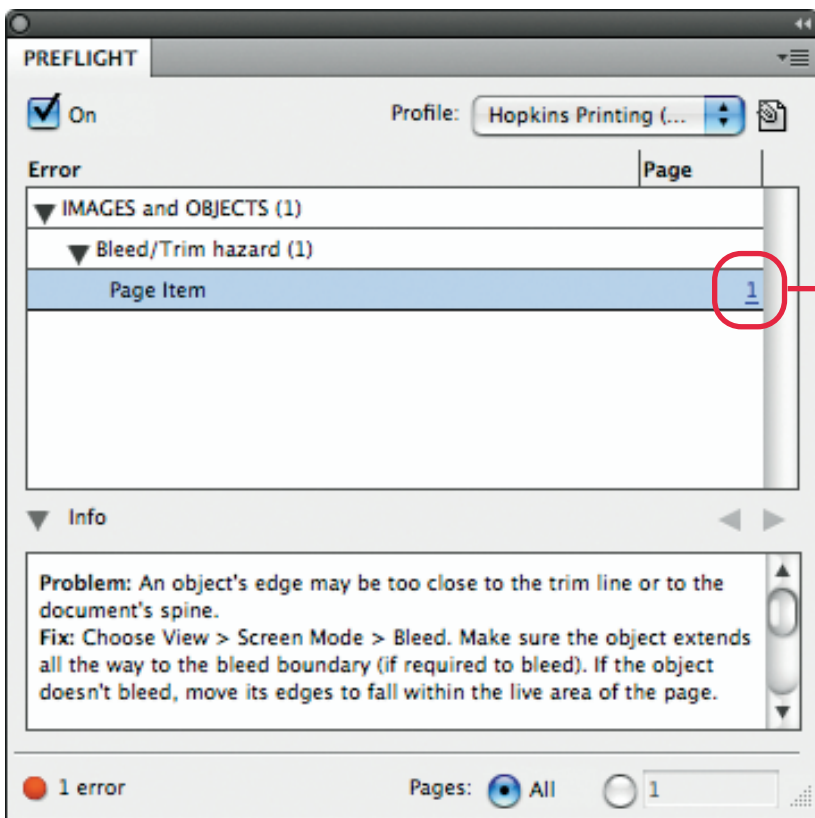 PREFLIGHT
On Profile: Hopkins Printing (...
Error Page
IMAGES and OBJECTS (1)
Bleed/Trim hazard (1)
Page Item 1
Info
Problem: An object's edge may be too close to the trim line or to the
document's spine.
Fix: Choose View > Screen Mode > Bleed. Make sure the object extends
all the way to the bleed boundary (if required to bleed). If the object
doesn't bleed, move its edges to fall within the live area of the page.
1 error Pages: All 1